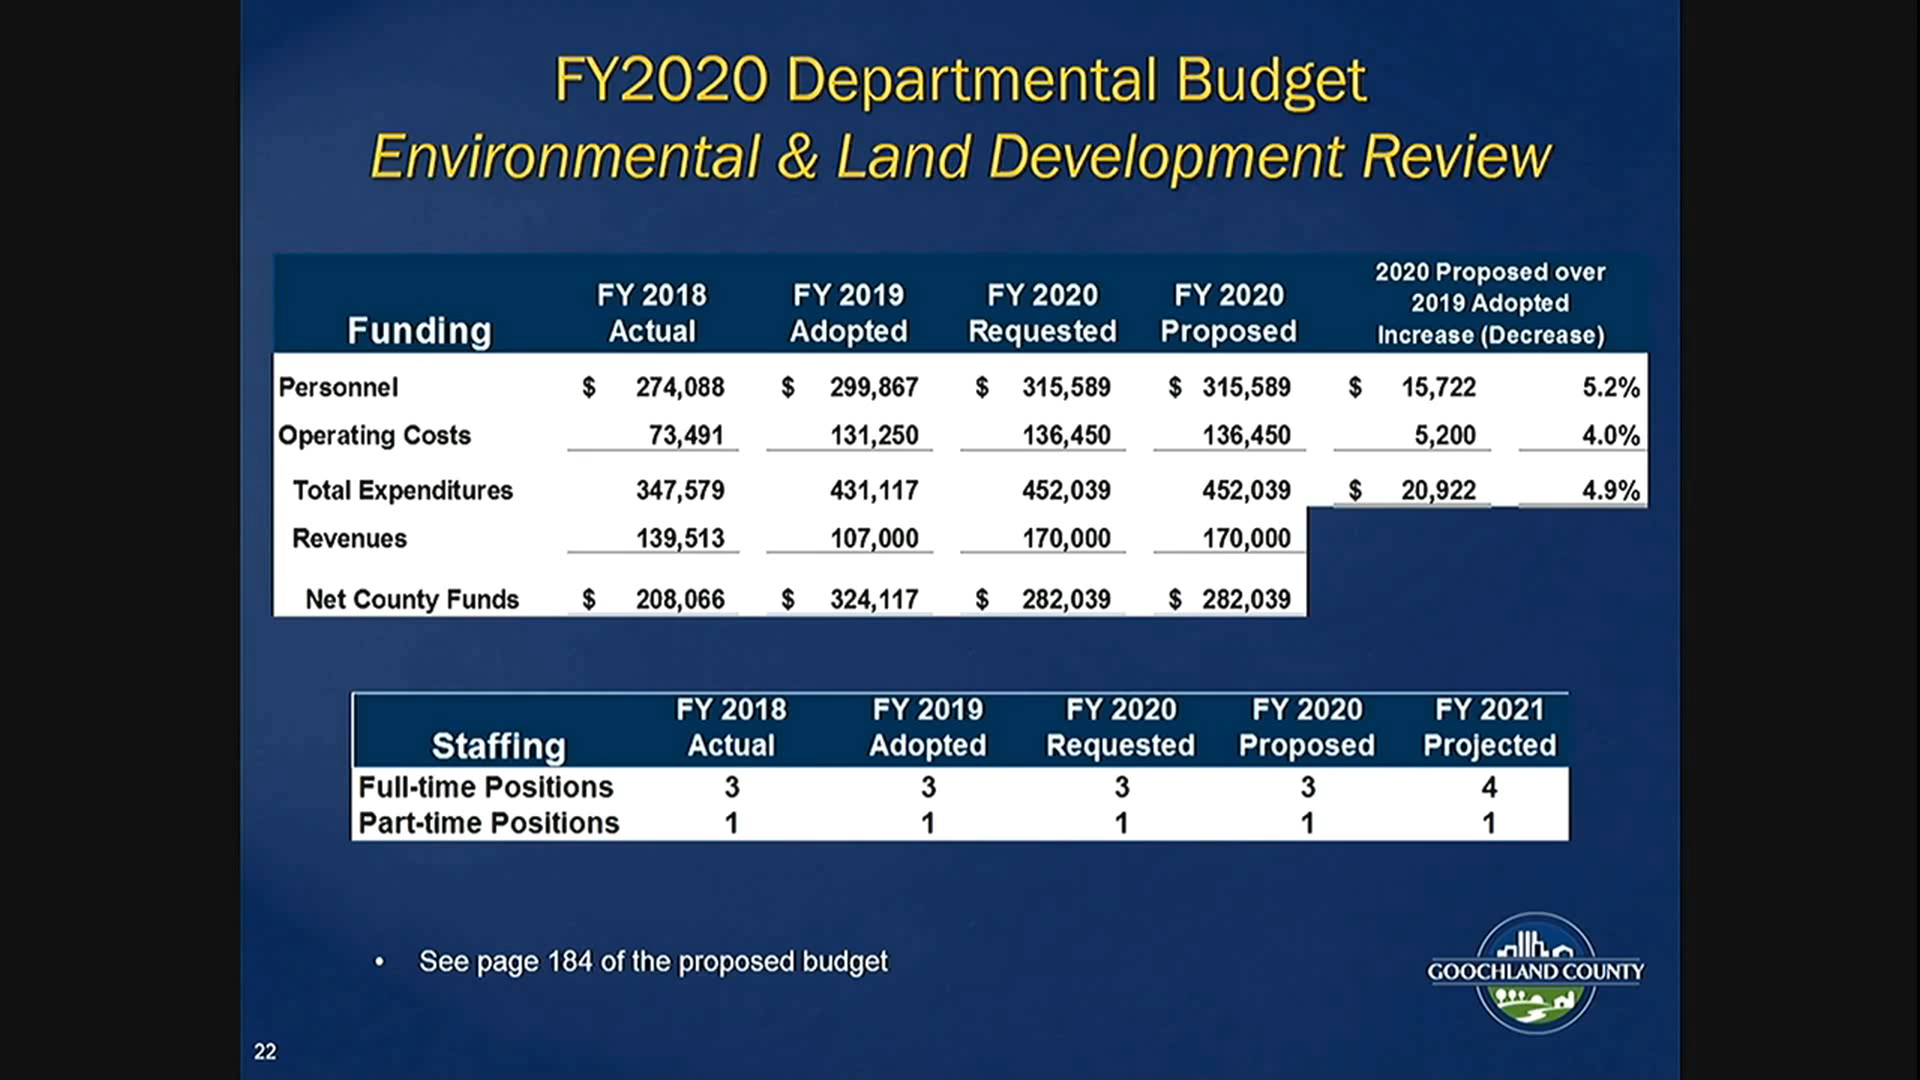 FY2020 Departmental Budget
Environmental & Land Development Review
Funding FY 2018 Actual FY 2019 Adopted FY 2020 Requested FY 2020 Proposed 2020 Proposed over 2019 Adopted Increase (Decrease)
Personnel $ 274,088 $ 299,867 $ 315,589 $ 315,589 $ 15,722 5.2%
Operating Costs 73,491 131,250 136,450 136,450 5,200 4.0%
Total Expenditures 347,579 431,117 452,039 452,039 $ 20,922 4.9%
Revenues 139,513 107,000 170,000 170,000
Net County Funds $ 208,066 $ 324,117 $ 282,039 $ 282,039
Staffing FY 2018 Actual FY 2019 Adopted FY 2020 Requested FY 2020 Proposed FY 2021 Projected
Full-time Positions 3 3 3 3 4
Part-time Positions 1 1 1 1 1
• See page 184 of the proposed budget
GOOCHLAND COUNTY
22